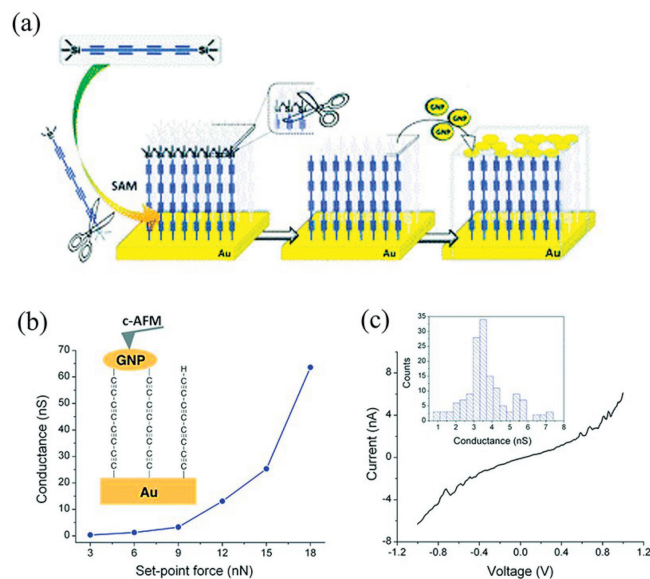 (a)
Si
Si
SAM
GNP
GNP
GNP
Au
Au
Au
(b)
c-AFM
GNP
H
C≡C-C≡C-C≡C-C≡C
C≡C-C≡C-C≡C-C≡C
C≡C-C≡C-C≡C-C≡C
Au
Conductance (nS)
70
60
50
40
30
20
10
0
3 6 9 12 15 18
Set-point force (nN)
(c)
Counts
35
30
25
20
15
10
5
0
1 2 3 4 5 6 7 8
Conductance (nS)
Current (nA)
8
4
0
-4
-8
-1.2 -0.8 -0.4 0.0 0.4 0.8 1.2
Voltage (V)